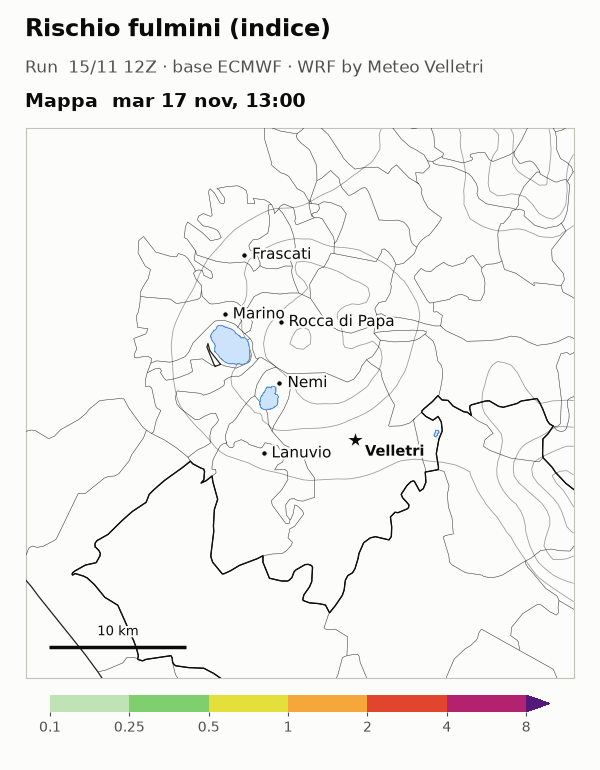 Rischio fulmini (indice)
Run  15/11 12Z · base ECMWF · WRF by Meteo Velletri
Mappa  mar 17 nov, 13:00
Frascati
Marino
Rocca di Papa
Nemi
Velletri
Lanuvio
10 km
0.1 0.25 0.5 1 2 4 8